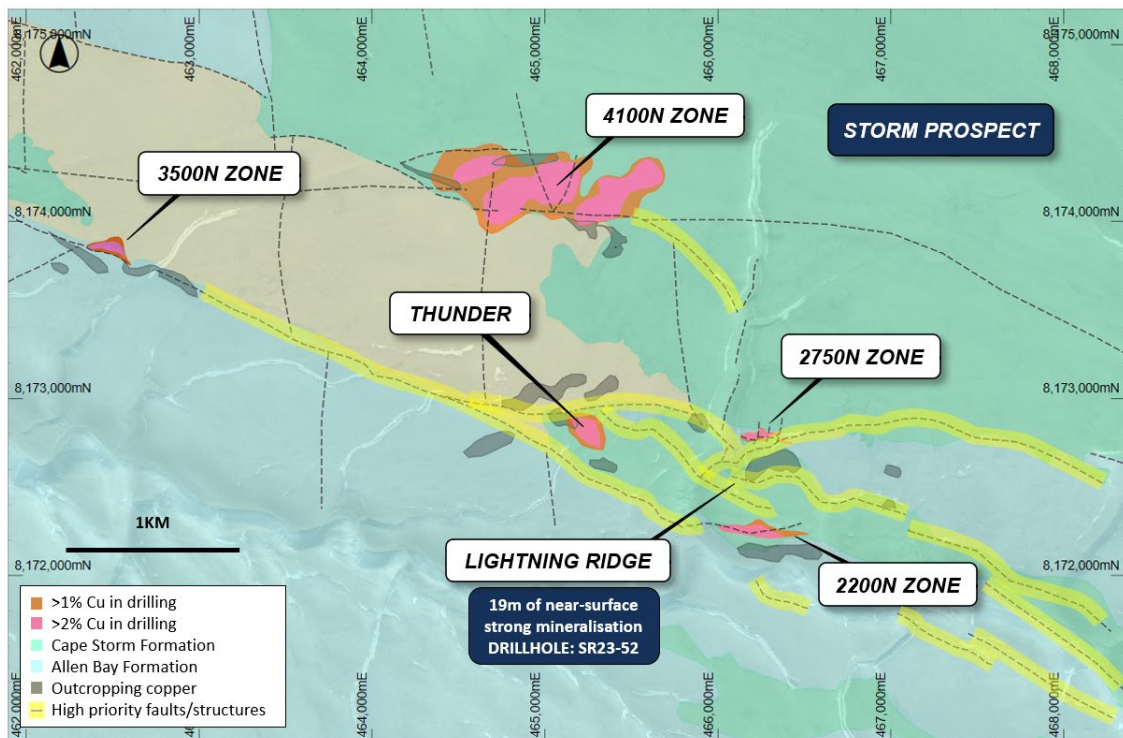 462,000mE
463,000mE
464,000mE
465,000mE
466,000mE
467,000mE
468,000mE
8,175,000mN
8,175,000mN
4100N ZONE
STORM PROSPECT
3500N ZONE
8,174,000mN
8,174,000mN
THUNDER
2750N ZONE
8,173,000mN
8,173,000mN
1KM
LIGHTNING RIDGE
2200N ZONE
8,172,000mN
8,172,000mN
19m of near-surface
strong mineralisation
DRILLHOLE: SR23-52
>1% Cu in drilling
>2% Cu in drilling
Cape Storm Formation
Allen Bay Formation
Outcropping copper
High priority faults/structures
462,000mE
463,000mE
464,000mE
465,000mE
466,000mE
467,000mE
468,000mE